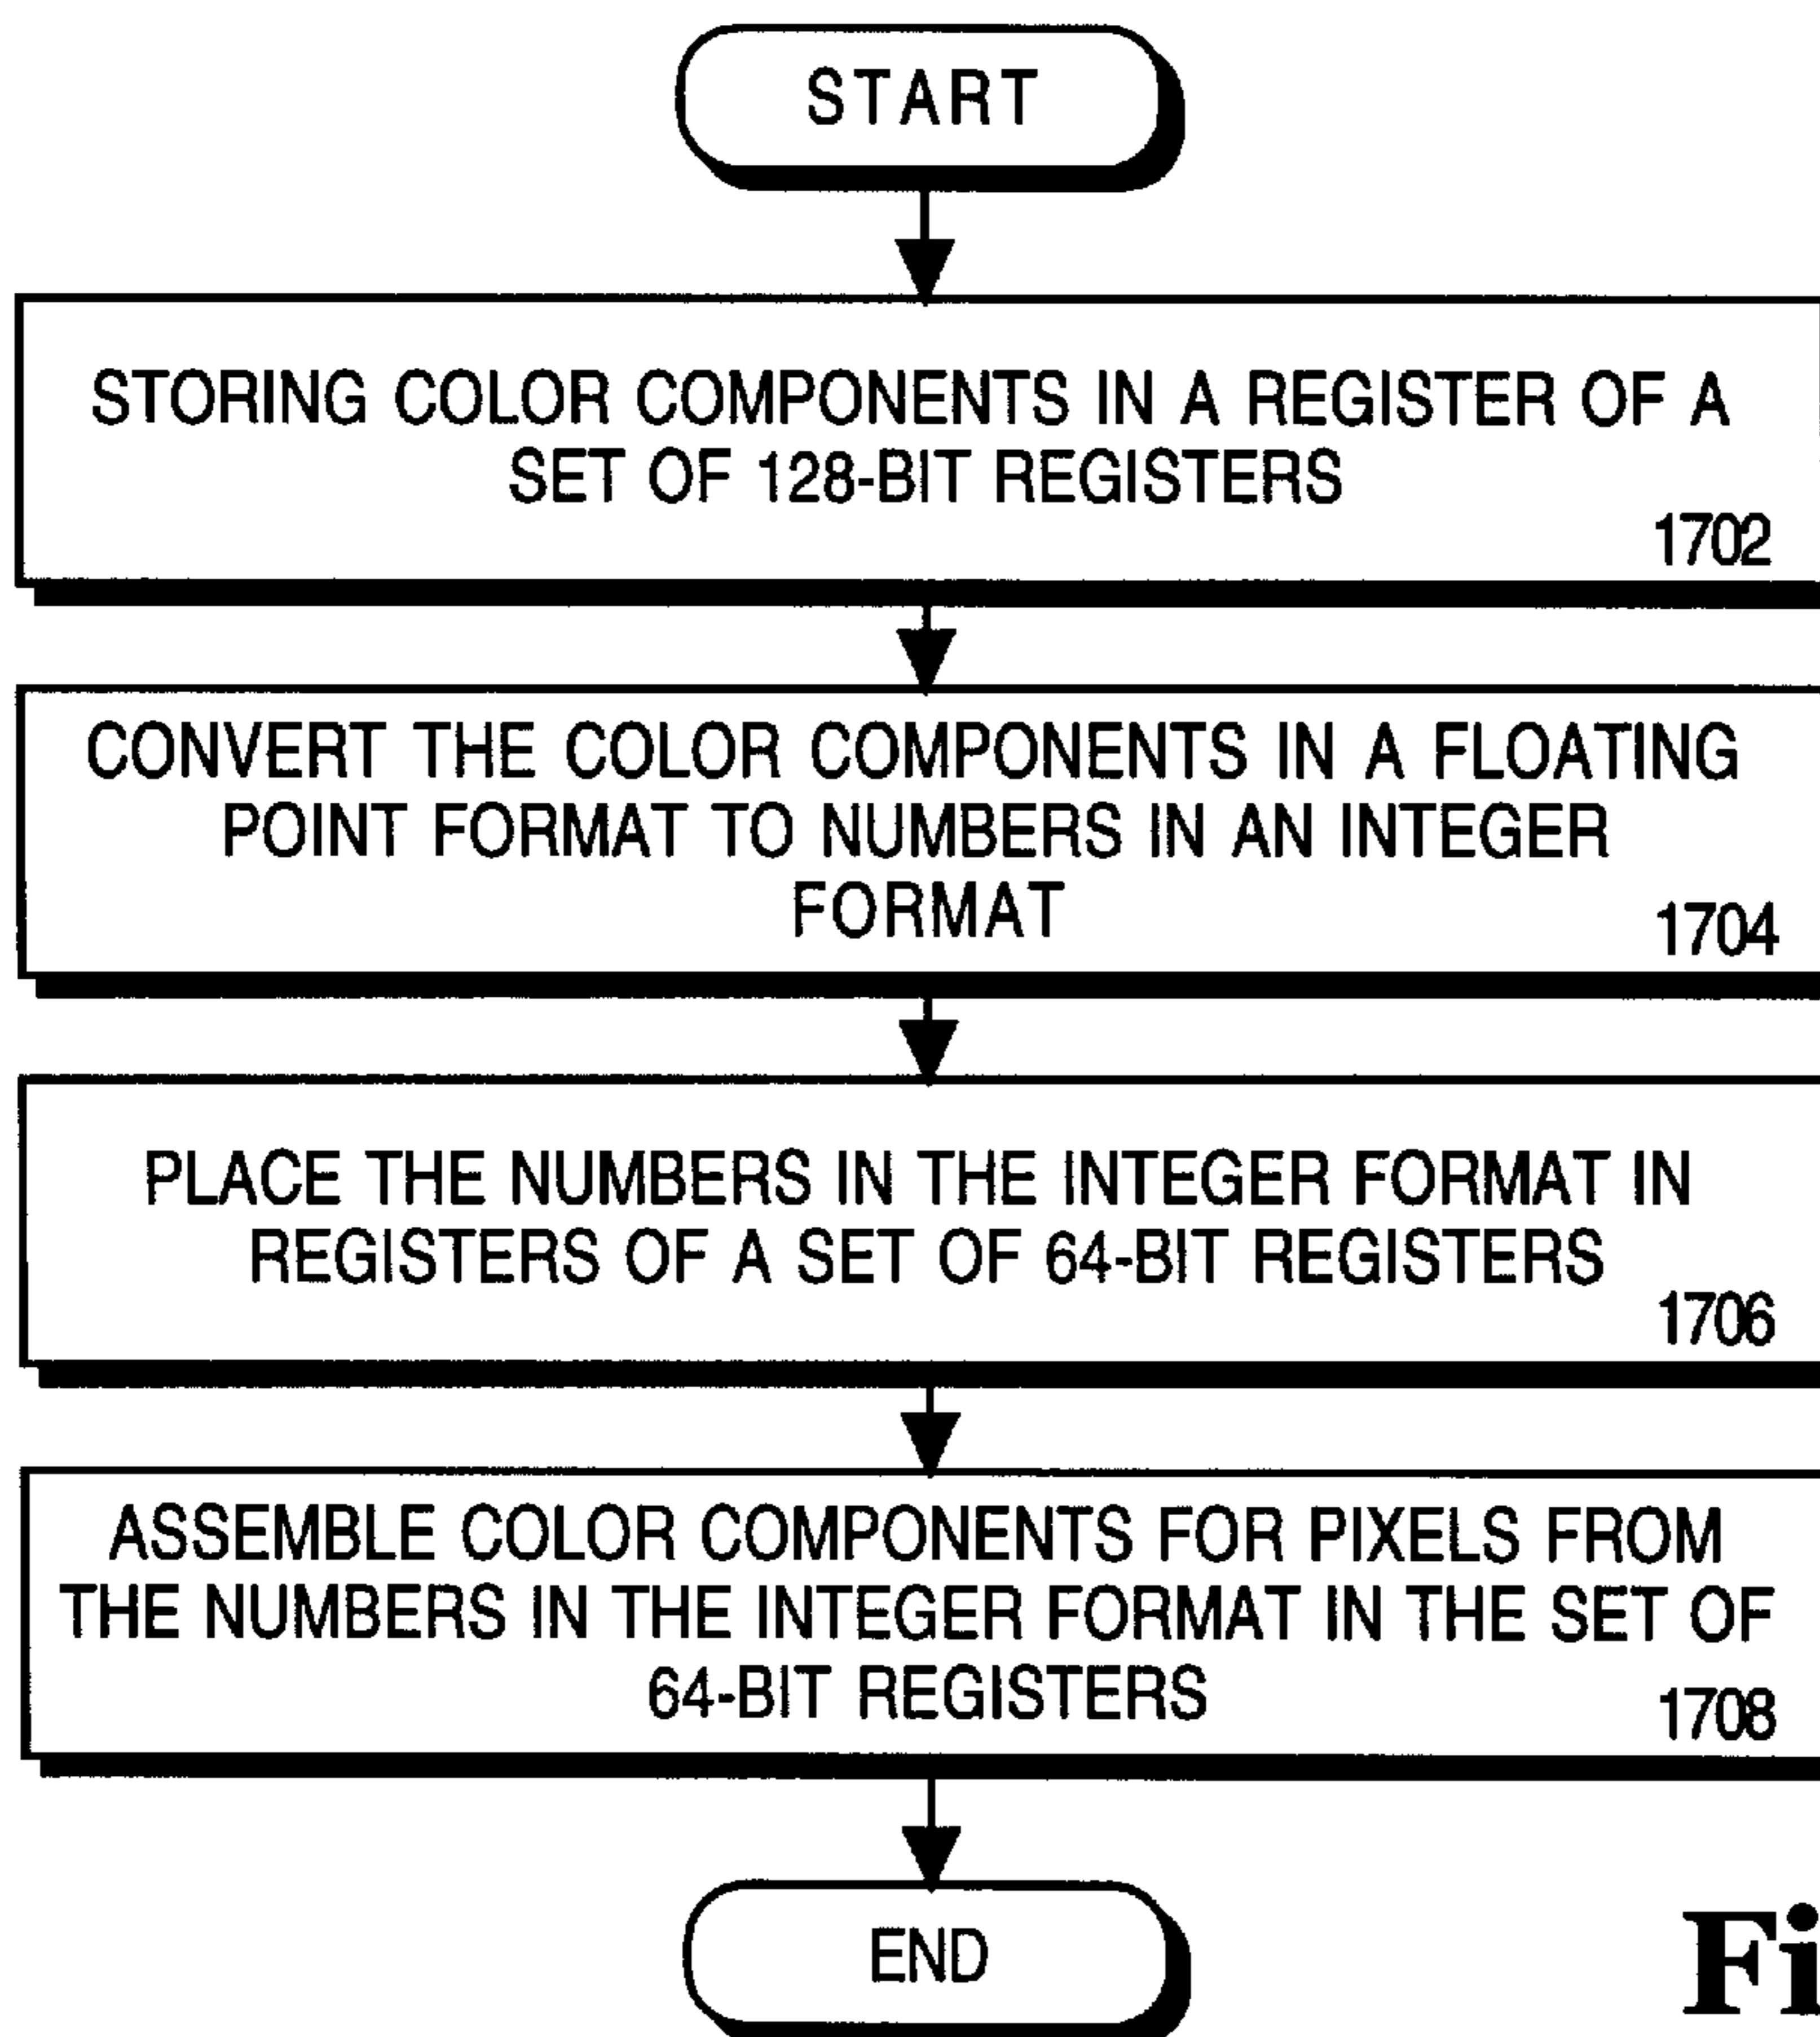 START
STORING COLOR COMPONENTS IN A REGISTER OF A
SET OF 128-BIT REGISTERS
1702
CONVERT THE COLOR COMPONENTS IN A FLOATING
POINT FORMAT TO NUMBERS IN AN INTEGER
FORMAT
1704
PLACE THE NUMBERS IN THE INTEGER FORMAT IN
REGISTERS OF A SET OF 64-BIT REGISTERS
1706
ASSEMBLE COLOR COMPONENTS FOR PIXELS FROM
THE NUMBERS IN THE INTEGER FORMAT IN THE SET OF
64-BIT REGISTERS
1708
END
Fi